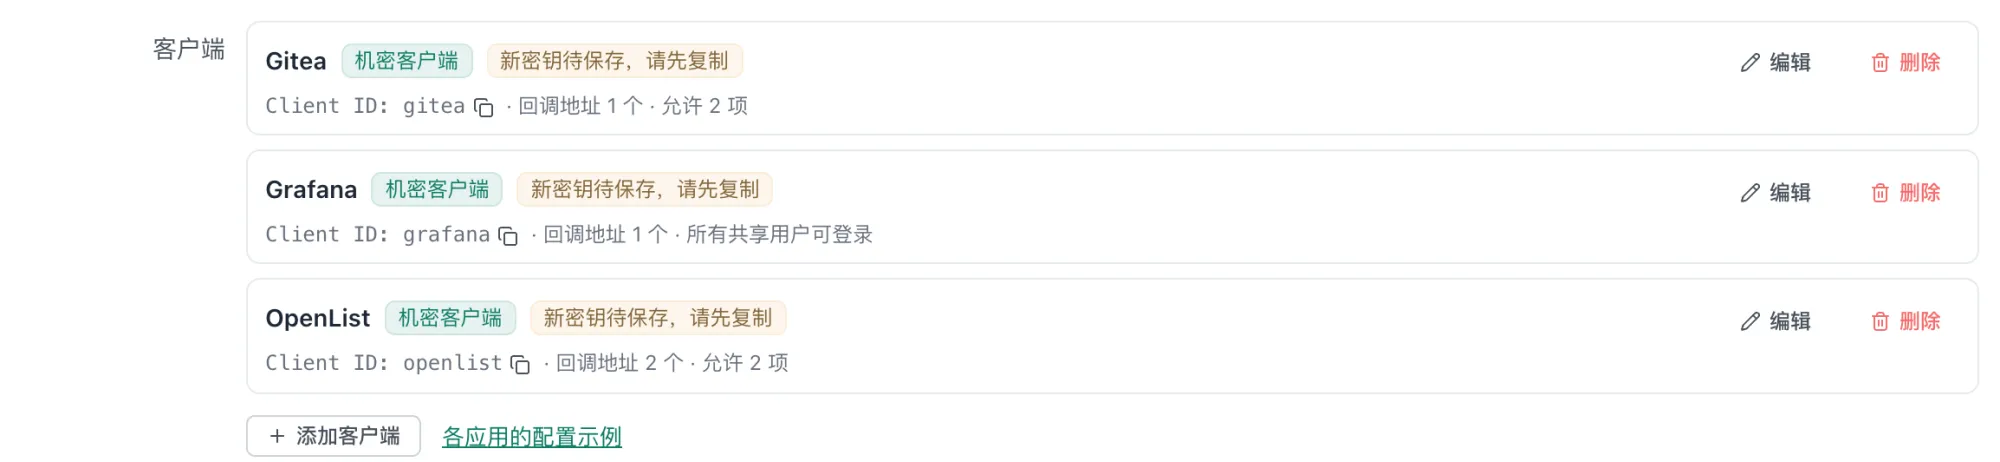 客户端
Gitea 机密客户端 新密钥待保存，请先复制 编辑 删除
Client ID: gitea · 回调地址 1 个 · 允许 2 项
Grafana 机密客户端 新密钥待保存，请先复制 编辑 删除
Client ID: grafana · 回调地址 1 个 · 所有共享用户可登录
OpenList 机密客户端 新密钥待保存，请先复制 编辑 删除
Client ID: openlist · 回调地址 2 个 · 允许 2 项
+ 添加客户端 各应用的配置示例